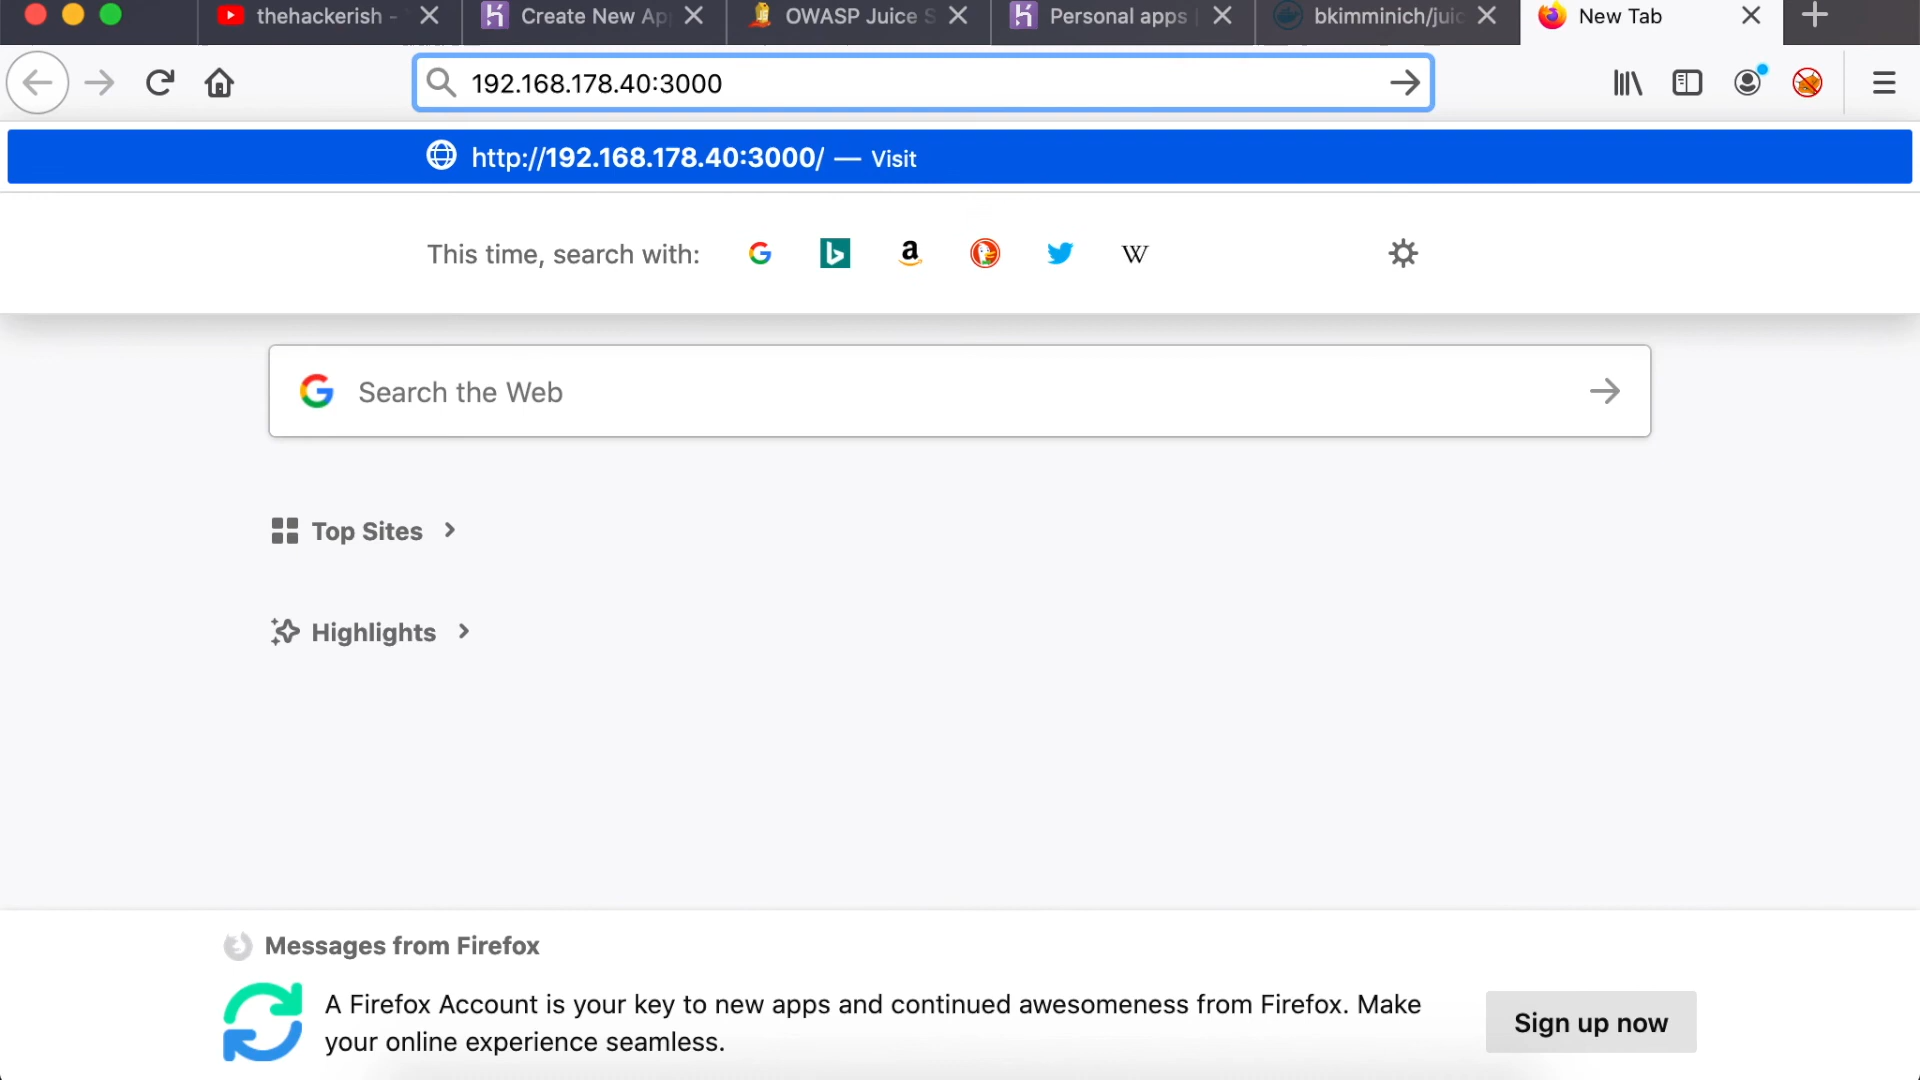 thehackerish -
Create New Ap
OWASP Juice S
Personal apps
bkimminich/juic
New Tab
192.168.178.40:3000
http://192.168.178.40:3000/ — Visit
This time, search with:
Search the Web
Top Sites
Highlights
Messages from Firefox
A Firefox Account is your key to new apps and continued awesomeness from Firefox. Make
your online experience seamless.
Sign up now